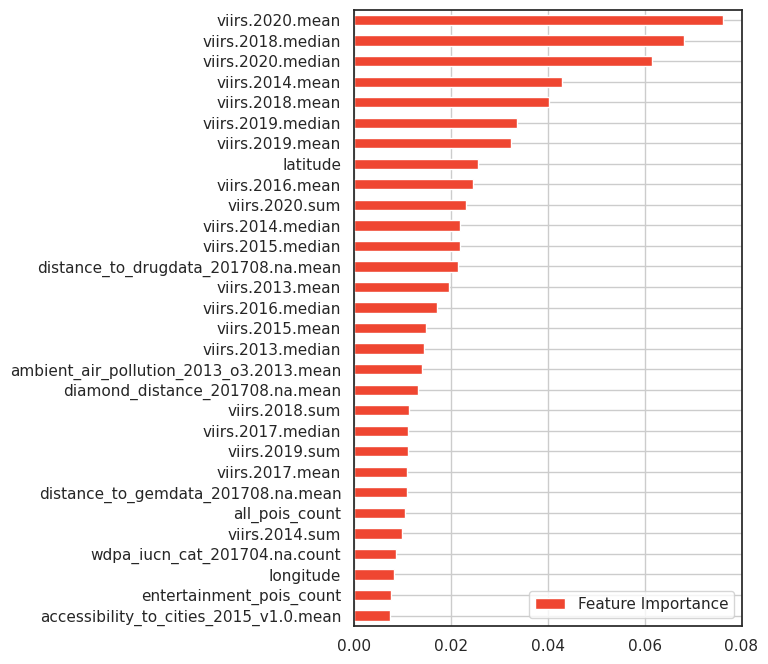 viirs.2020.mean
viirs.2018.median
viirs.2020.median
viirs.2014.mean
viirs.2018.mean
viirs.2019.median
viirs.2019.mean
latitude
viirs.2016.mean
viirs.2020.sum
viirs.2014.median
viirs.2015.median
distance_to_drugdata_201708.na.mean
viirs.2013.mean
viirs.2016.median
viirs.2015.mean
viirs.2013.median
ambient_air_pollution_2013_o3.2013.mean
diamond_distance_201708.na.mean
viirs.2018.sum
viirs.2017.median
viirs.2019.sum
viirs.2017.mean
distance_to_gemdata_201708.na.mean
all_pois_count
viirs.2014.sum
wdpa_iucn_cat_201704.na.count
longitude
entertainment_pois_count
accessibility_to_cities_2015_v1.0.mean
Feature Importance
0.00 0.02 0.04 0.06 0.08